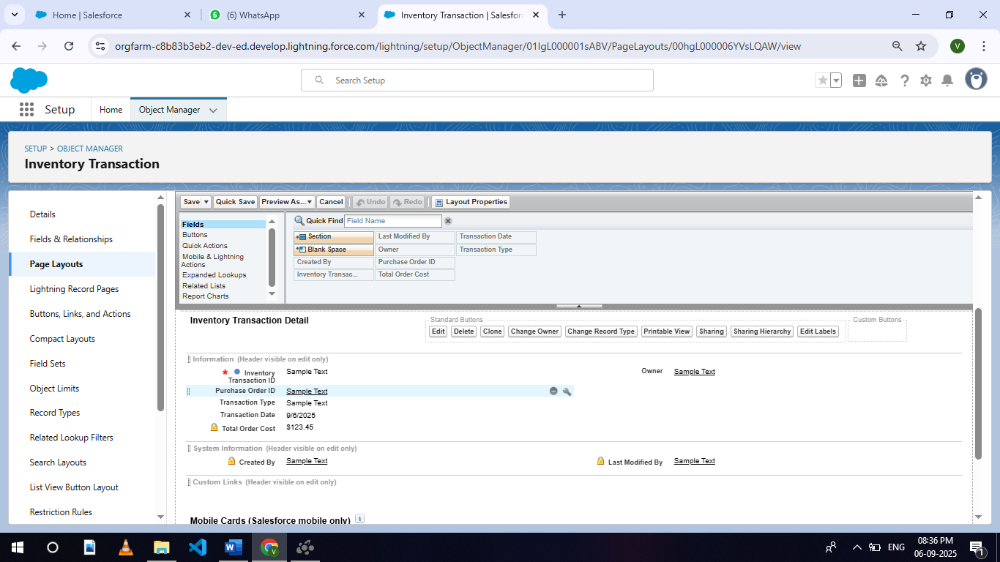 Home | Salesforce
(6) WhatsApp
Inventory Transaction | Salesfor
orgfarm-c8b83b3eb2-dev-ed.develop.lightning.force.com/lightning/setup/ObjectManager/01IgL000001sABV/PageLayouts/00hgL000006YVsLQAW/view
V
Search Setup
Setup
Home
Object Manager
SETUP > OBJECT MANAGER
Inventory Transaction
Details
Fields & Relationships
Page Layouts
Lightning Record Pages
Buttons, Links, and Actions
Compact Layouts
Field Sets
Object Limits
Record Types
Related Lookup Filters
Search Layouts
List View Button Layout
Restriction Rules
Save
Quick Save
Preview As...
Cancel
Undo
Redo
Layout Properties
Fields
Buttons
Quick Actions
Mobile & Lightning
Actions
Expanded Lookups
Related Lists
Report Charts
Quick Find
Field Name
Section
Last Modified By
Transaction Date
Blank Space
Owner
Transaction Type
Created By
Purchase Order ID
Inventory Transac...
Total Order Cost
Inventory Transaction Detail
Standard Buttons
Edit
Delete
Clone
Change Owner
Change Record Type
Printable View
Sharing
Sharing Hierarchy
Edit Labels
Custom Buttons
Information (Header visible on edit only)
Inventory
Transaction ID
Sample Text
Owner
Sample Text
Purchase Order ID
Sample Text
Transaction Type
Sample Text
Transaction Date
9/6/2025
Total Order Cost
$123.45
System Information (Header visible on edit only)
Created By
Sample Text
Last Modified By
Sample Text
Custom Links (Header visible on edit only)
Mobile Cards (Salesforce mobile only)
ENG
08:36 PM
06-09-2025
1